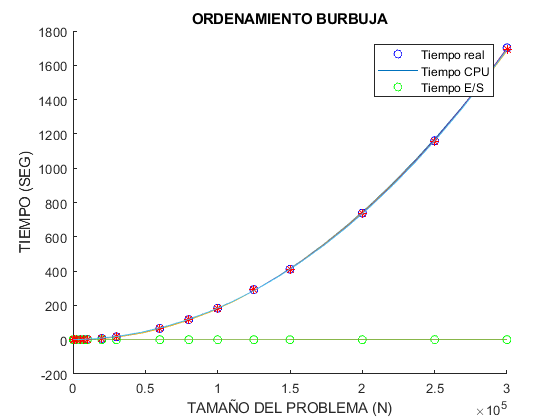 ORDENAMIENTO BURBUJA
1800
1600
1400
1200
1000
800
600
400
200
0
-200
TIEMPO (SEG)
Tiempo real
Tiempo CPU
Tiempo E/S
0 0.5 1 1.5 2 2.5 3
TAMAÑO DEL PROBLEMA (N)
×10^5